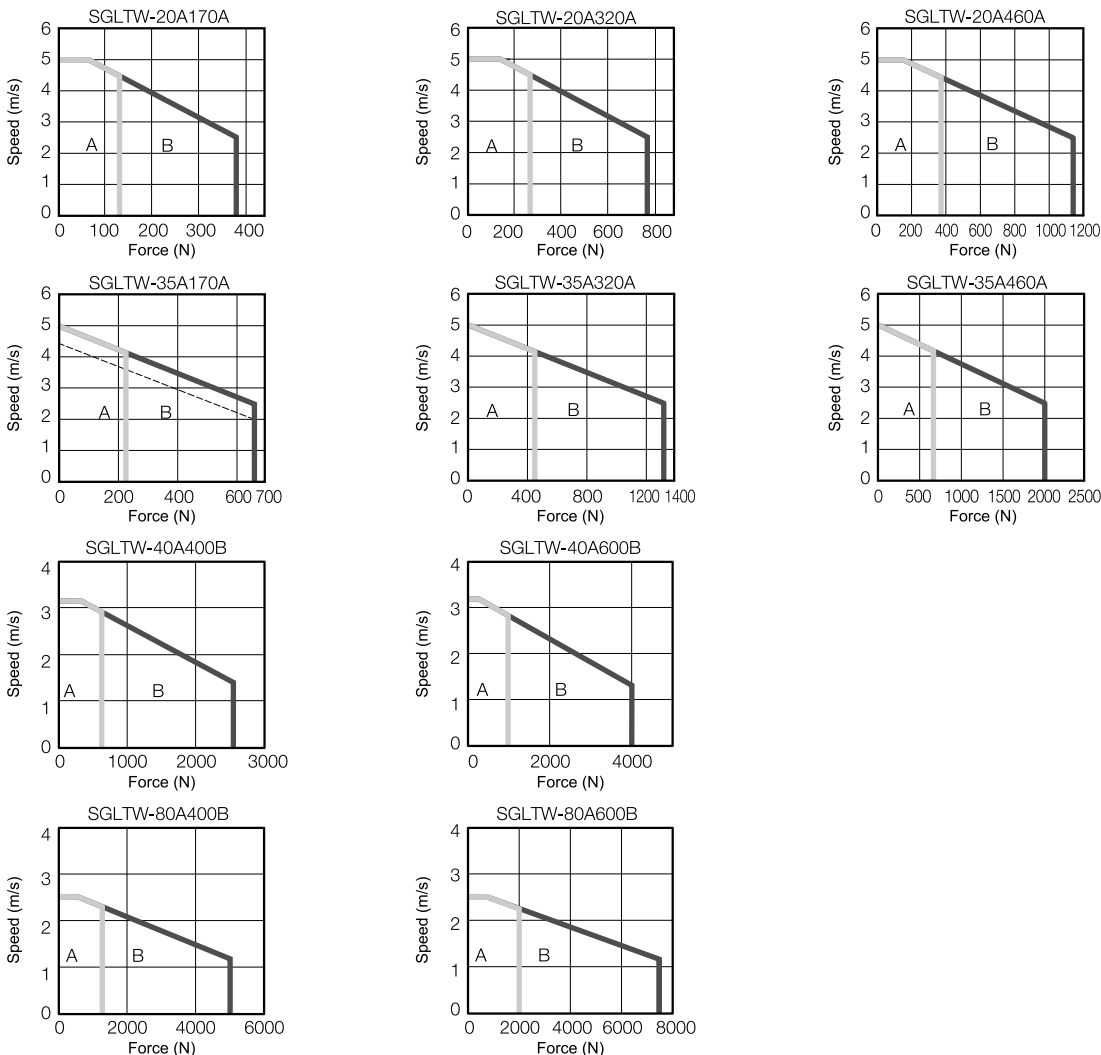 SGLTW-20A170A
6
5
4
3
2
1
0
Speed (m/s)
A
B
0 100 200 300 400
Force (N)
SGLTW-20A320A
6
5
4
3
2
1
0
Speed (m/s)
A
B
0 200 400 600 800
Force (N)
SGLTW-20A460A
6
5
4
3
2
1
0
Speed (m/s)
A
B
0 200 400 600 800 1000 1200
Force (N)
SGLTW-35A170A
6
5
4
3
2
1
0
Speed (m/s)
A
B
0 200 400 600 700
Force (N)
SGLTW-35A320A
6
5
4
3
2
1
0
Speed (m/s)
A
B
0 400 800 1200 1400
Force (N)
SGLTW-35A460A
6
5
4
3
2
1
0
Speed (m/s)
A
B
0 500 1000 1500 2000 2500
Force (N)
SGLTW-40A400B
4
3
2
1
0
Speed (m/s)
A
B
0 1000 2000 3000
Force (N)
SGLTW-40A600B
4
3
2
1
0
Speed (m/s)
A
B
0 2000 4000
Force (N)
SGLTW-80A400B
4
3
2
1
0
Speed (m/s)
A
B
0 2000 4000 6000
Force (N)
SGLTW-80A600B
4
3
2
1
0
Speed (m/s)
A
B
0 2000 4000 6000 8000
Force (N)